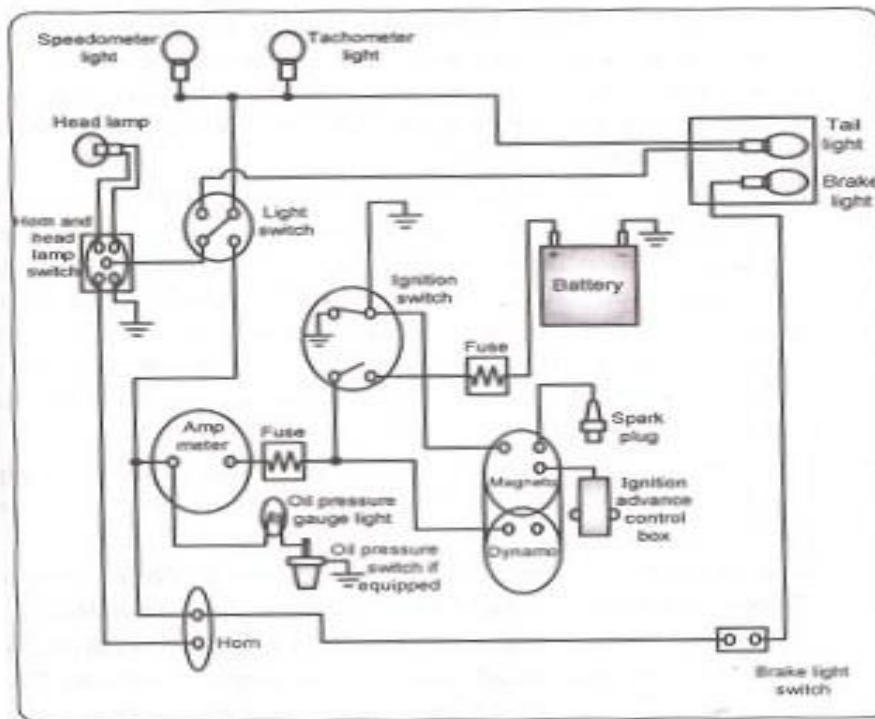 Speedometer
light
Tachometer
light
Head lamp
Tail
light
Brake
light
Horn and
head
lamp
switch
Light
switch
Ignition
switch
+
-
Battery
Fuse
Amp
meter
Fuse
Spark
plug
Magneto
Ignition
advance
control
box
Oil pressure
gauge light
Dynamo
Oil pressure
switch if
equipped
Horn
Brake light
switch